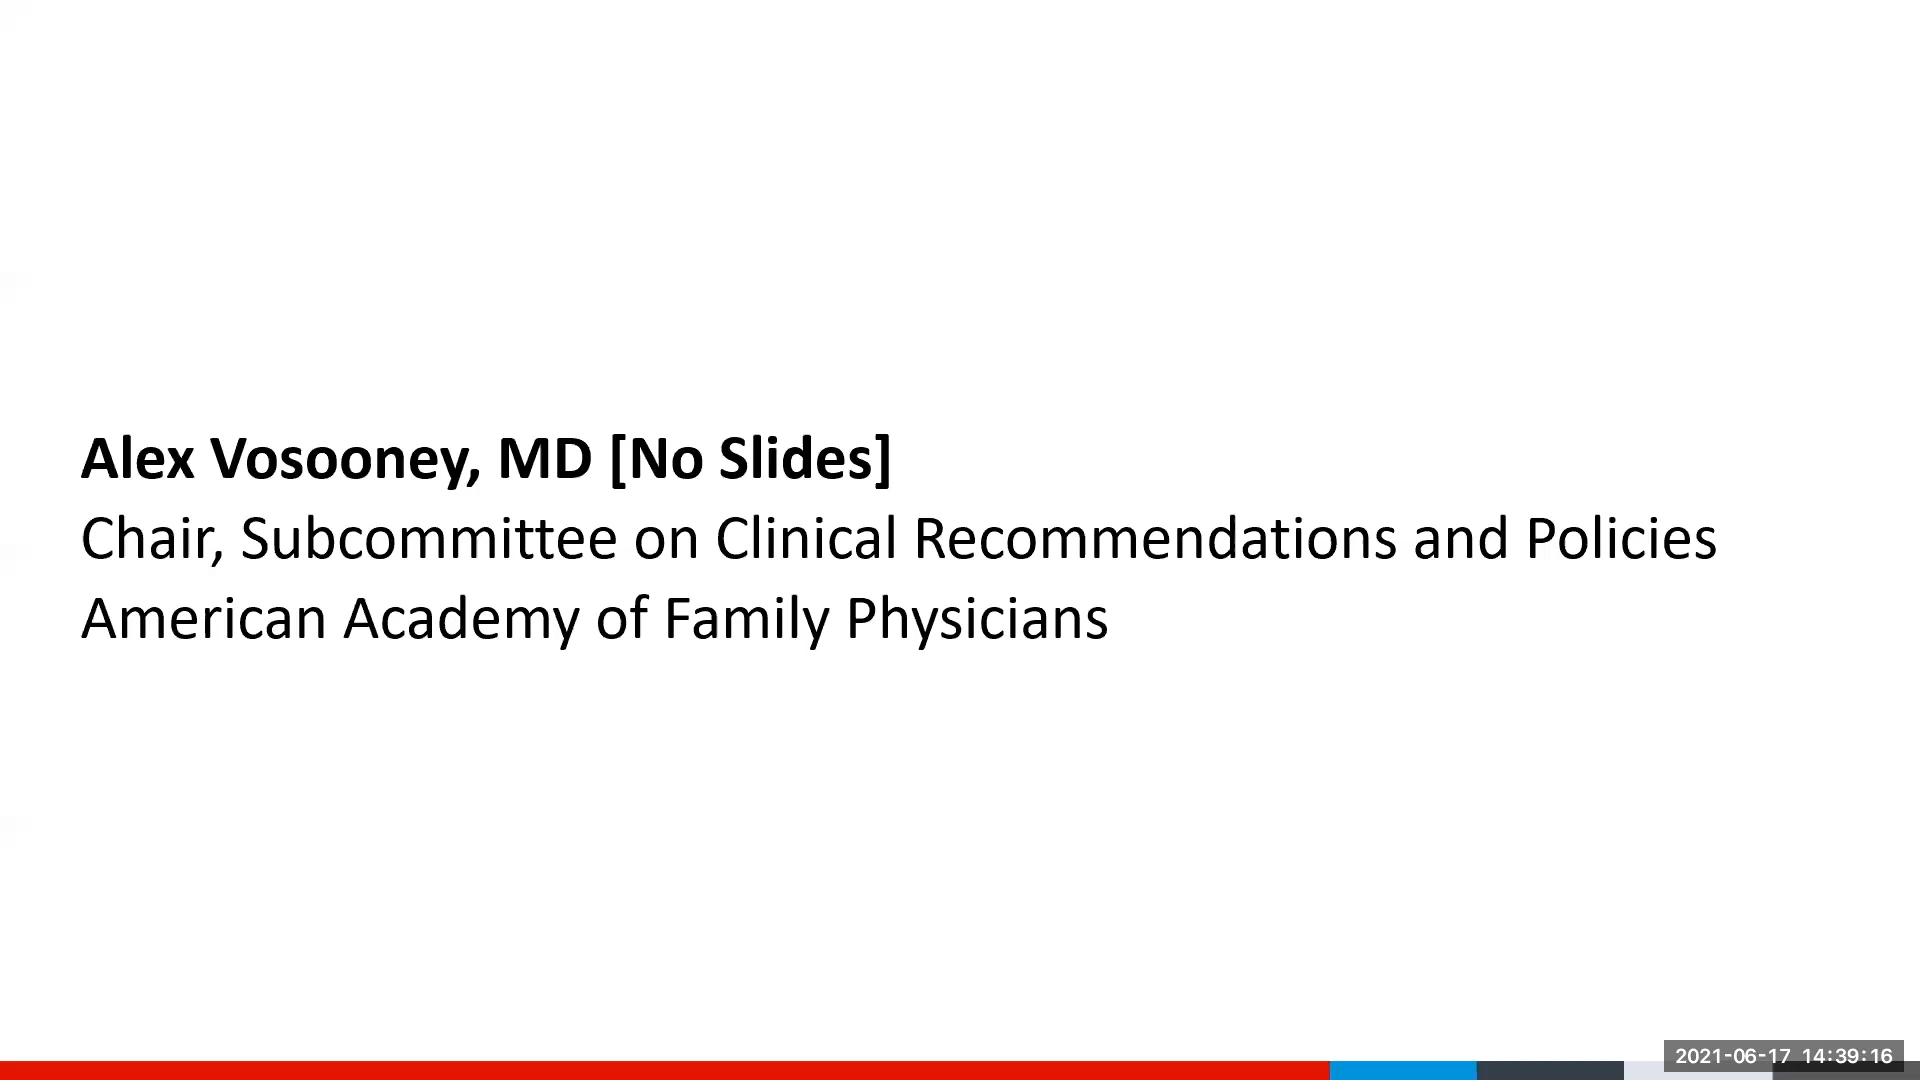 Alex Vosooney, MD [No Slides]
Chair, Subcommittee on Clinical Recommendations and Policies
American Academy of Family Physicians
2021-06-17 14:39:16